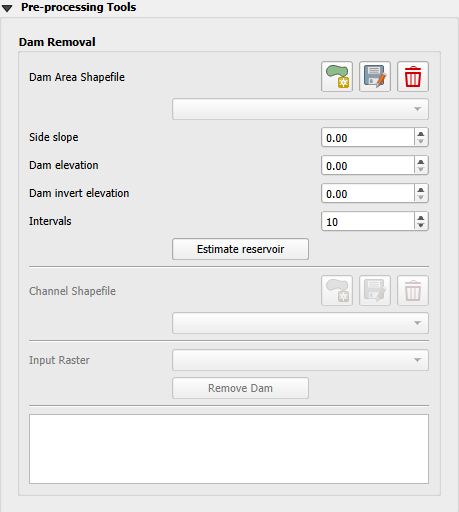 Pre-processing Tools
Dam Removal
Dam Area Shapefile
Side slope 0.00
Dam elevation 0.00
Dam invert elevation 0.00
Intervals 10
Estimate reservoir
Channel Shapefile
Input Raster
Remove Dam